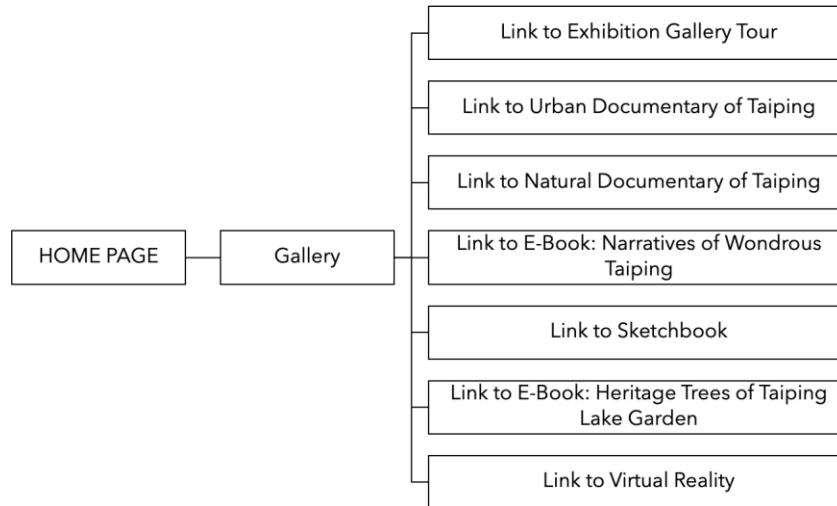 Link to Exhibition Gallery Tour
Link to Urban Documentary of Taiping
Link to Natural Documentary of Taiping
HOME PAGE
Gallery
Link to E-Book: Narratives of Wondrous
Taiping
Link to Sketchbook
Link to E-Book: Heritage Trees of Taiping
Lake Garden
Link to Virtual Reality